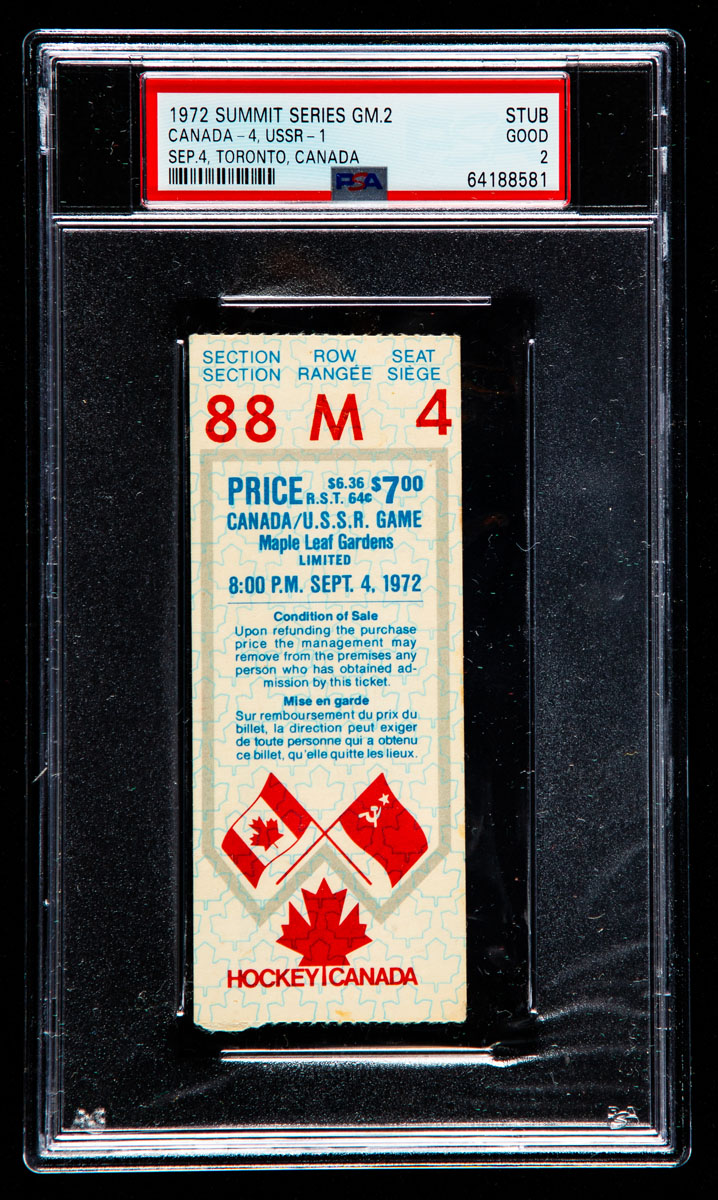 1972 SUMMIT SERIES GM.2 STUB
CANADA-4, USSR-1 GOOD
SEP.4, TORONTO, CANADA 2
PSA 64188581
SECTION ROW SEAT
SECTION RANGÉE SIÈGE
88 M 4
PRICE $6.36 R.S.T. 64¢ $7.00
CANADA/U.S.S.R. GAME
Maple Leaf Gardens
LIMITED
8:00 P.M. SEPT. 4, 1972
Condition of Sale
Upon refunding the purchase
price the management may
remove from the premises any
person who has obtained ad-
mission by this ticket.
Mise en garde
Sur remboursement du prix du
billet, la direction peut exiger
de toute personne qui a obtenu
ce billet, qu'elle quitte les lieux.
HOCKEY CANADA
PSA